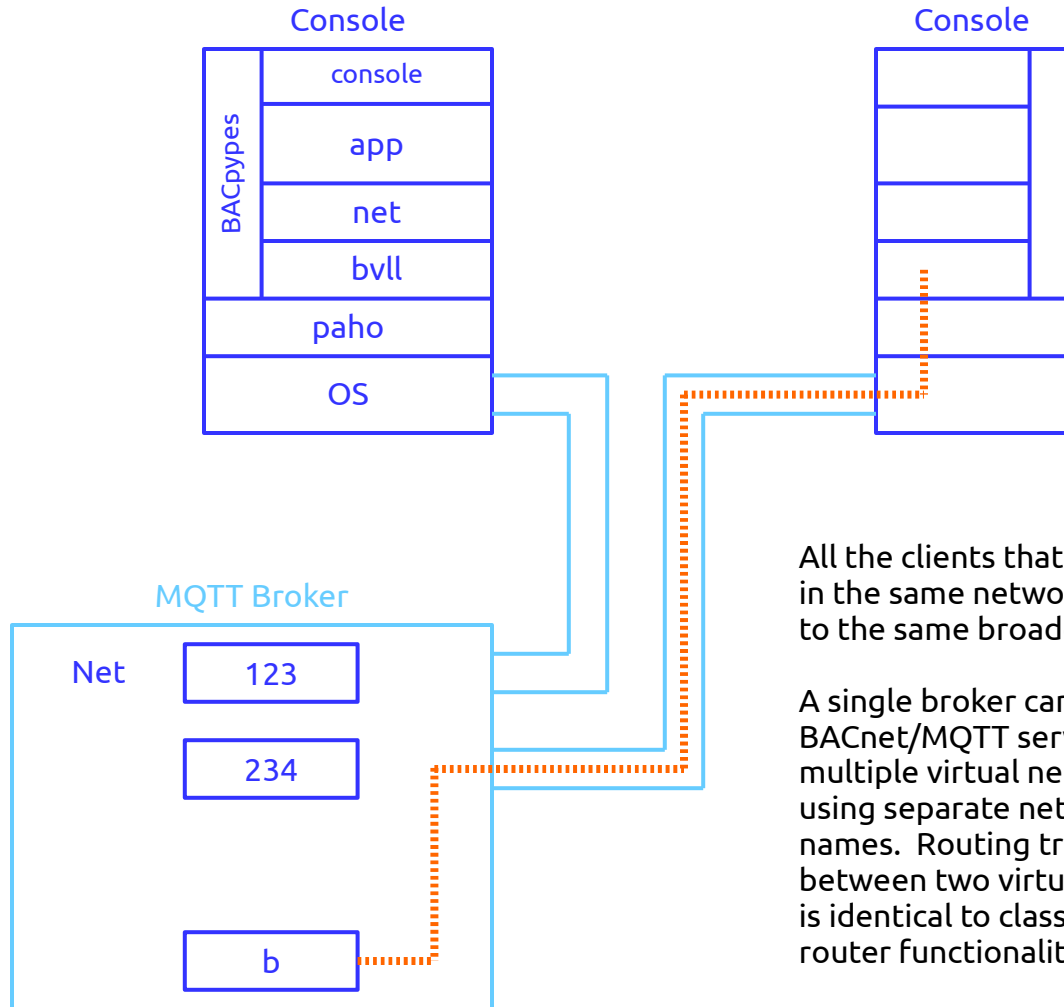 Console
Console
console
BACpypes
app
net
bvll
paho
OS
MQTT Broker
Net
123
234
b
All the clients that
in the same netwo
to the same broad
A single broker can
BACnet/MQTT serv
multiple virtual ne
using separate net
names. Routing tr
between two virtu
is identical to class
router functionalit